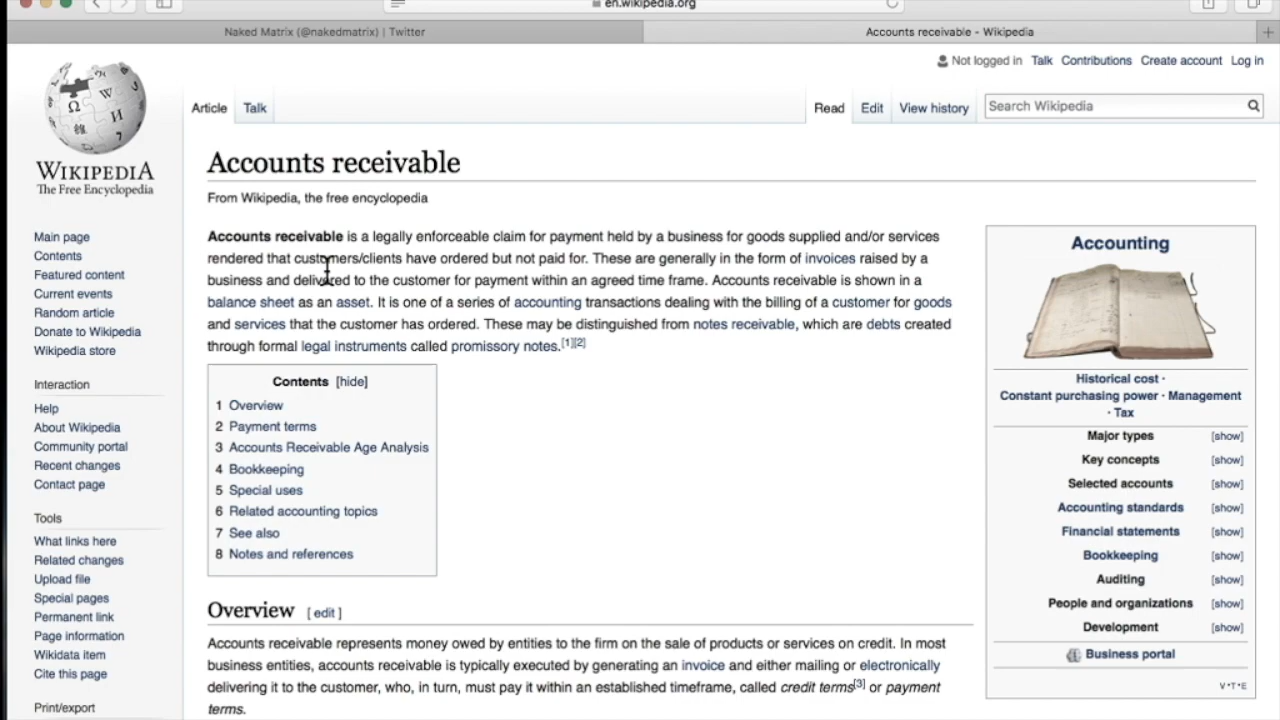 en.wikipedia.org
Naked Matrix (@nakedmatrix) | Twitter
Accounts receivable - Wikipedia
Not logged in Talk Contributions Create account Log in
Article Talk
Read Edit View history
Search Wikipedia
WIKIPEDIA
The Free Encyclopedia
Main page
Contents
Featured content
Current events
Random article
Donate to Wikipedia
Wikipedia store
Interaction
Help
About Wikipedia
Community portal
Recent changes
Contact page
Tools
What links here
Related changes
Upload file
Special pages
Permanent link
Page information
Wikidata item
Cite this page
Print/export
Accounts receivable
From Wikipedia, the free encyclopedia
Accounts receivable is a legally enforceable claim for payment held by a business for goods supplied and/or services
rendered that customers/clients have ordered but not paid for. These are generally in the form of invoices raised by a
business and delivered to the customer for payment within an agreed time frame. Accounts receivable is shown in a
balance sheet as an asset. It is one of a series of accounting transactions dealing with the billing of a customer for goods
and services that the customer has ordered. These may be distinguished from notes receivable, which are debts created
through formal legal instruments called promissory notes.[1][2]
Contents [hide]
1 Overview
2 Payment terms
3 Accounts Receivable Age Analysis
4 Bookkeeping
5 Special uses
6 Related accounting topics
7 See also
8 Notes and references
Overview [ edit ]
Accounts receivable represents money owed by entities to the firm on the sale of products or services on credit. In most
business entities, accounts receivable is typically executed by generating an invoice and either mailing or electronically
delivering it to the customer, who, in turn, must pay it within an established timeframe, called credit terms[3] or payment
terms.
Accounting
Historical cost ·
Constant purchasing power · Management
· Tax
Major types [show]
Key concepts [show]
Selected accounts [show]
Accounting standards [show]
Financial statements [show]
Bookkeeping [show]
Auditing [show]
People and organizations [show]
Development [show]
Business portal
V·T·E